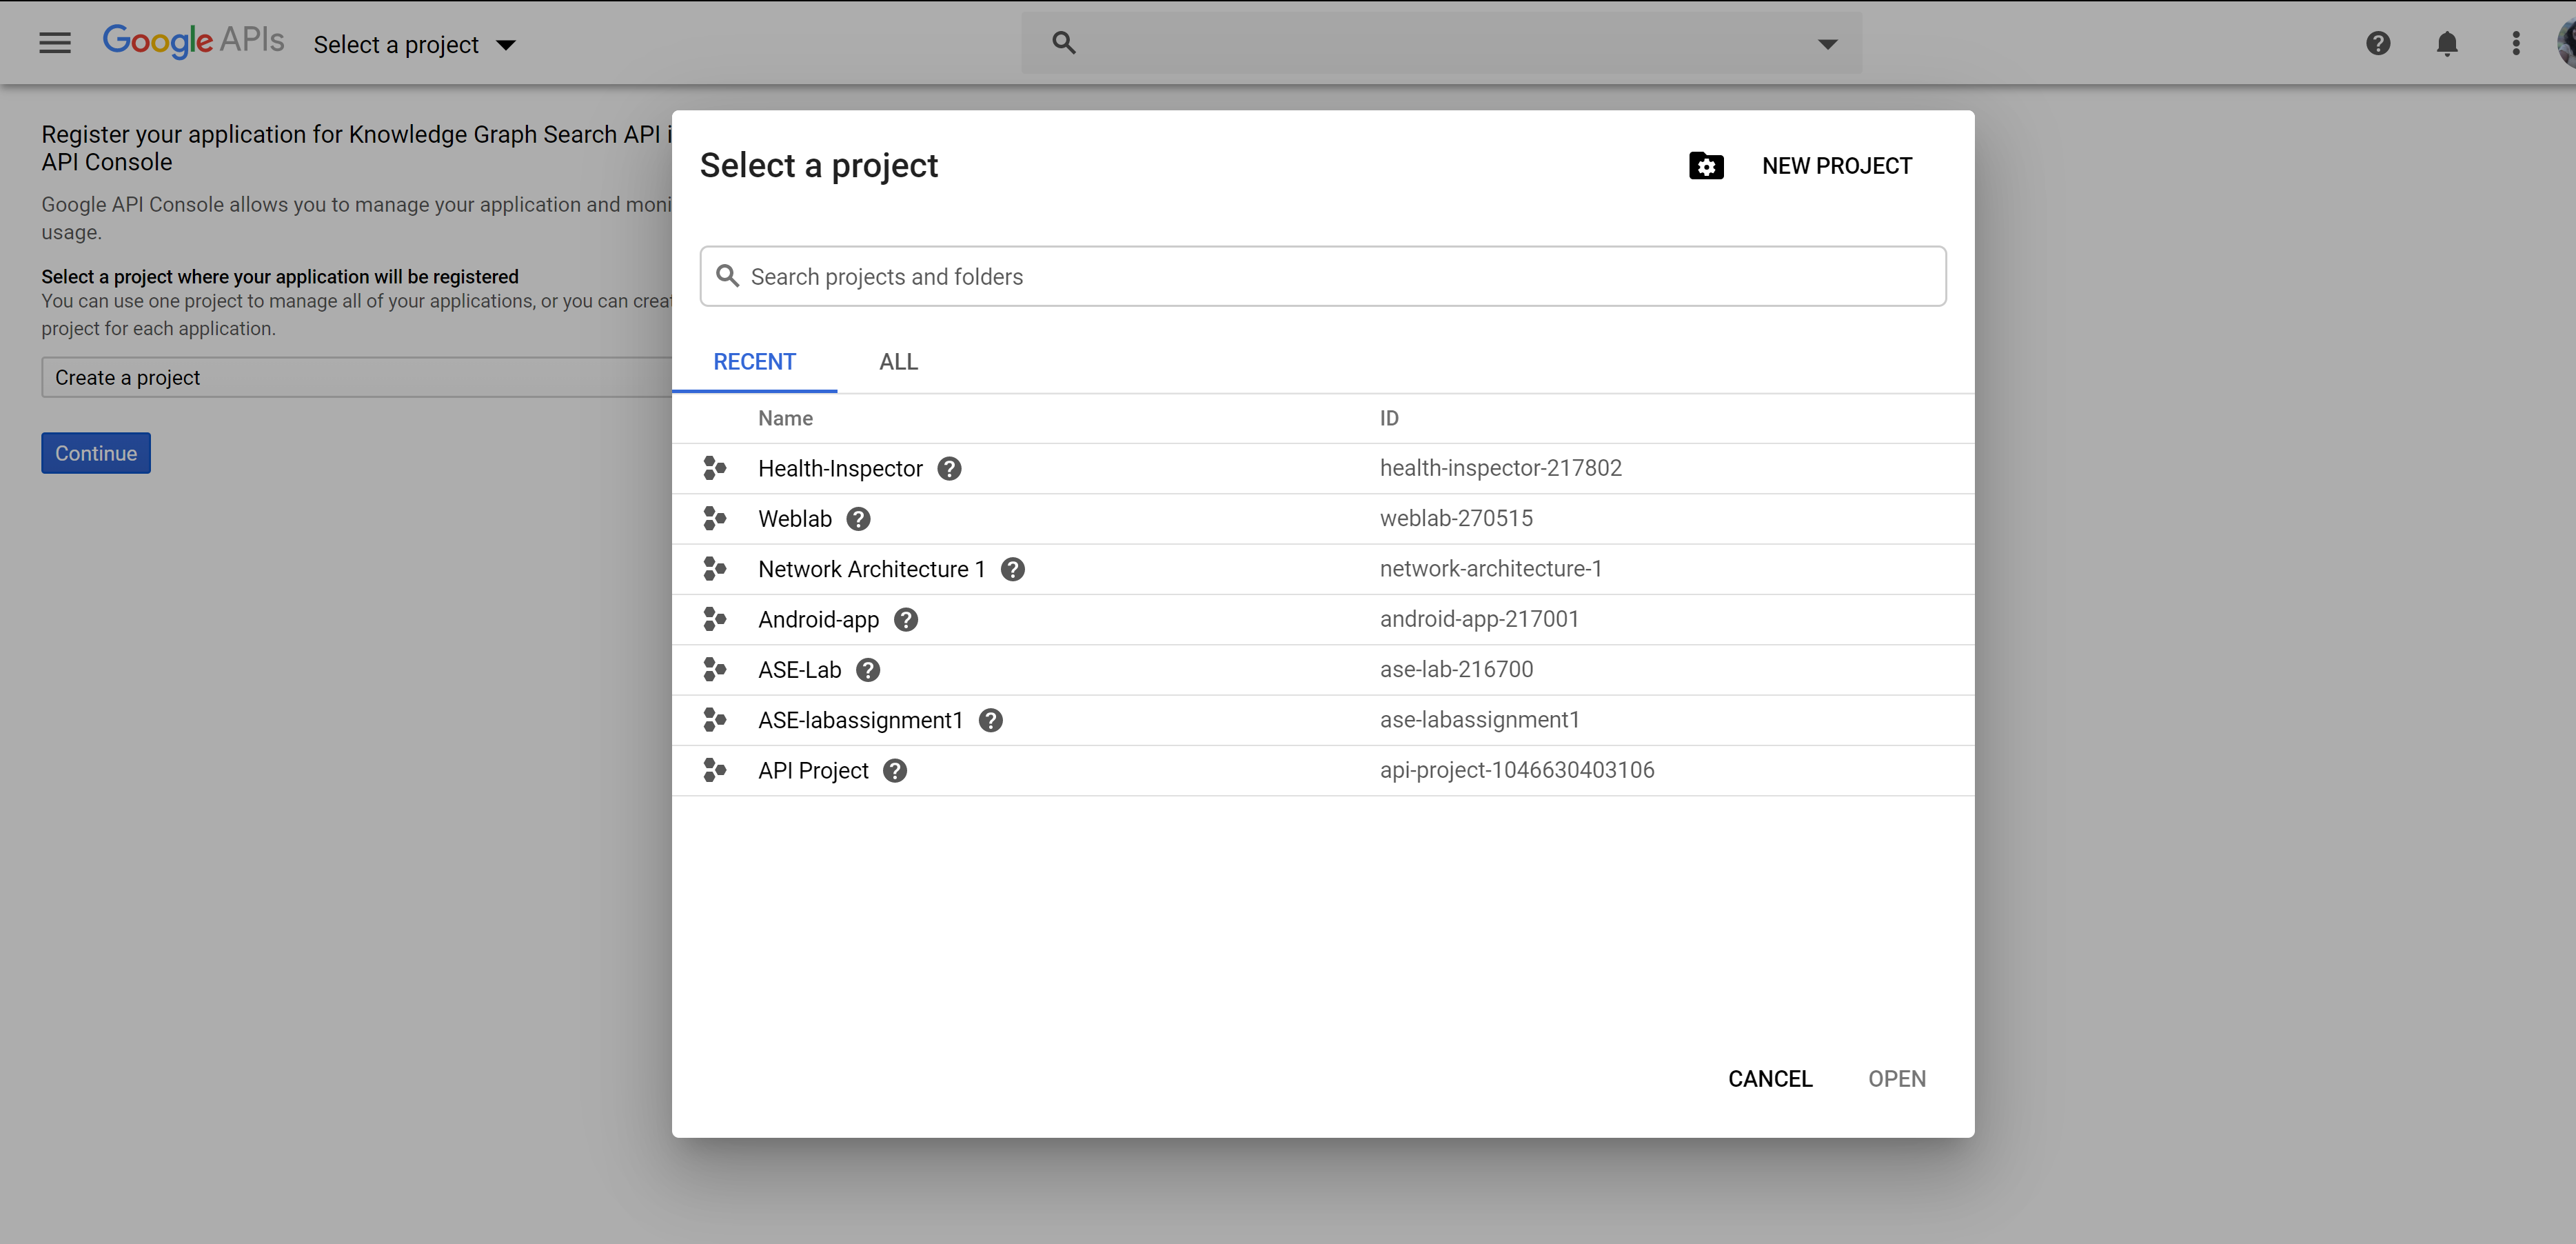 Google APIs Select a project
Register your application for Knowledge Graph Search API i
API Console
Google API Console allows you to manage your application and moni
usage.
Select a project where your application will be registered
You can use one project to manage all of your applications, or you can creat
project for each application.
Create a project
Continue
Select a project
NEW PROJECT
Search projects and folders
RECENT ALL
Name ID
Health-Inspector health-inspector-217802
Weblab weblab-270515
Network Architecture 1 network-architecture-1
Android-app android-app-217001
ASE-Lab ase-lab-216700
ASE-labassignment1 ase-labassignment1
API Project api-project-1046630403106
CANCEL OPEN